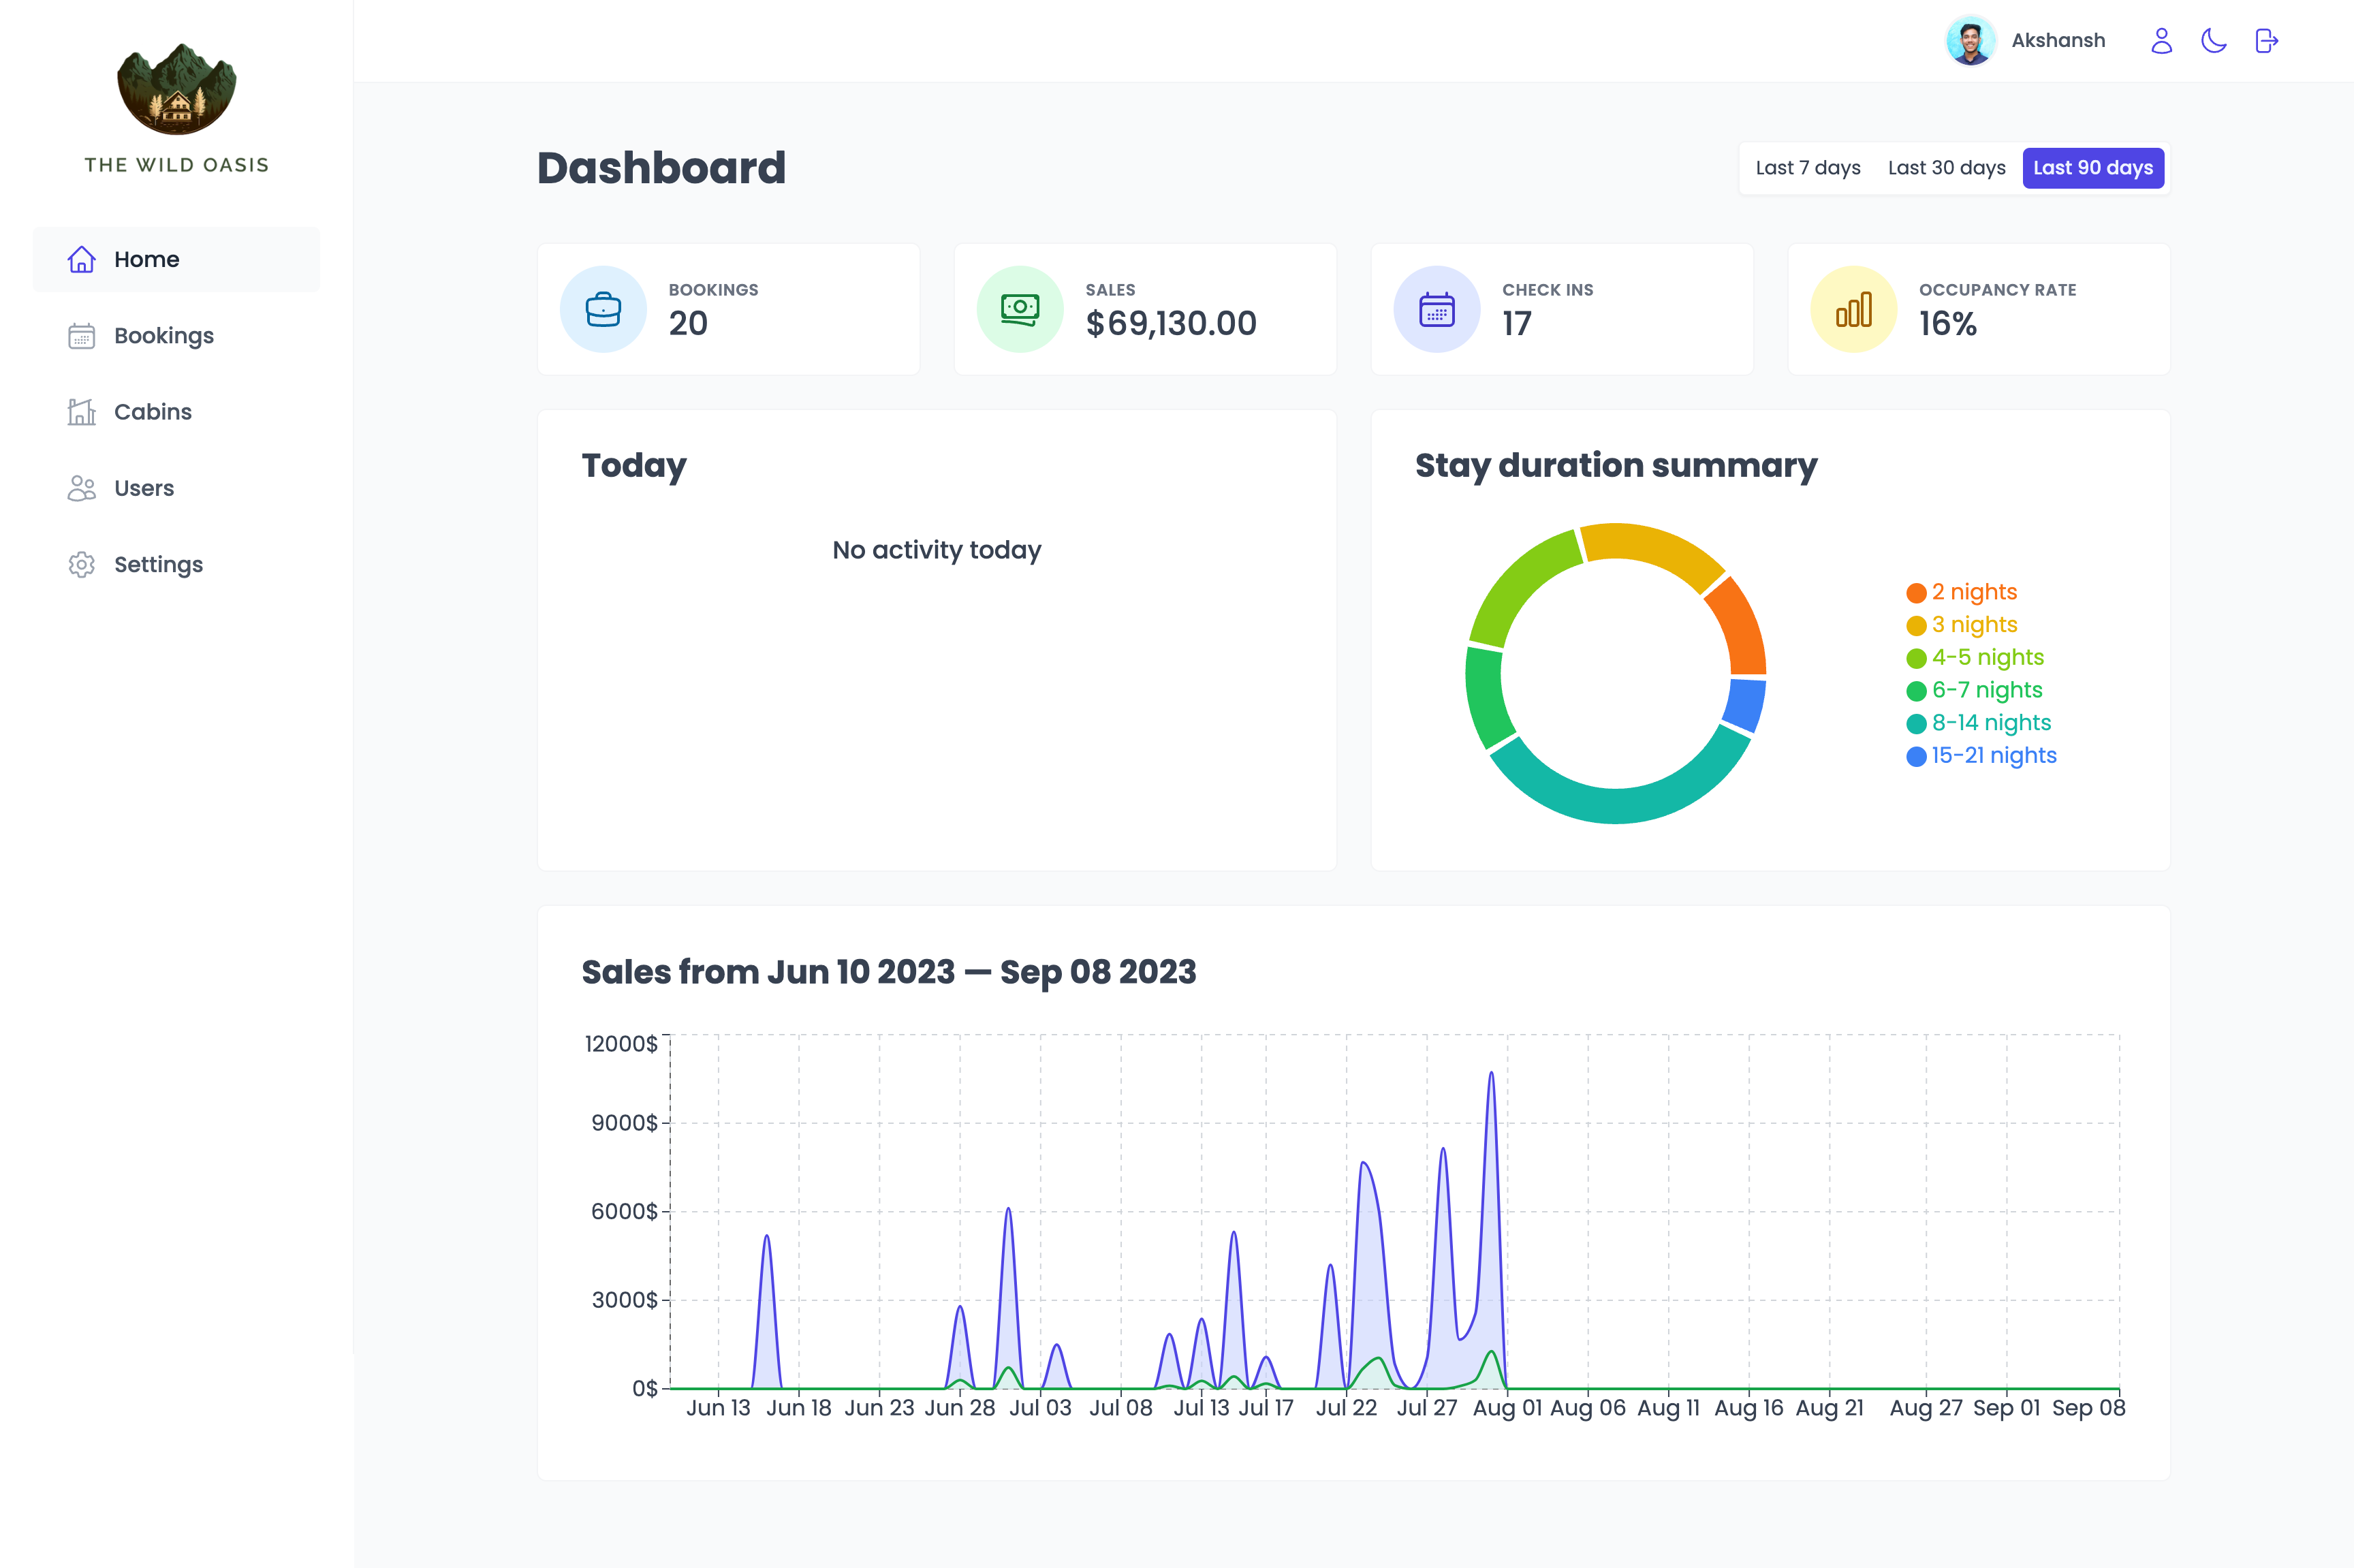 THE WILD OASIS
Home
Bookings
Cabins
Users
Settings
Akshansh
Dashboard
Last 7 days Last 30 days Last 90 days
BOOKINGS
20
SALES
$69,130.00
CHECK INS
17
OCCUPANCY RATE
16%
Today
No activity today
Stay duration summary
2 nights
3 nights
4-5 nights
6-7 nights
8-14 nights
15-21 nights
Sales from Jun 10 2023 — Sep 08 2023
12000$
9000$
6000$
3000$
0$
Jun 13 Jun 18 Jun 23 Jun 28 Jul 03 Jul 08 Jul 13 Jul 17 Jul 22 Jul 27 Aug 01 Aug 06 Aug 11 Aug 16 Aug 21 Aug 27 Sep 01 Sep 08